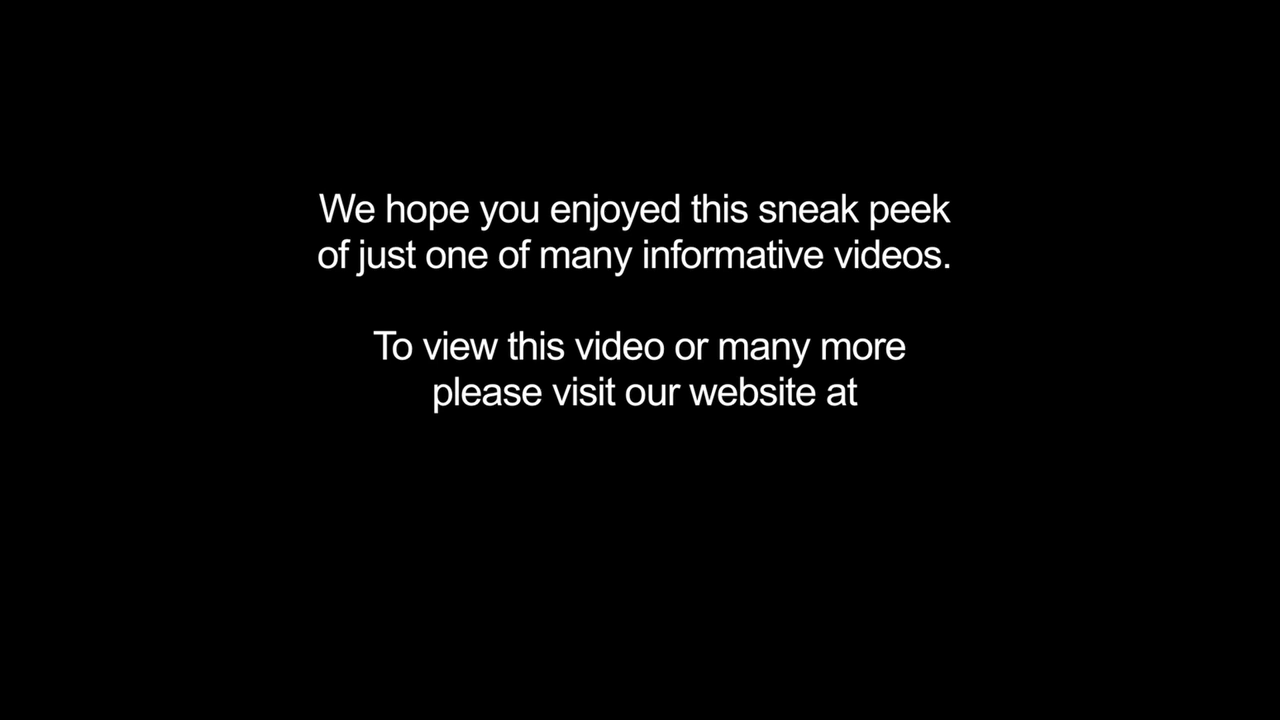 We hope you enjoyed this sneak peek
of just one of many informative videos.
To view this video or many more
please visit our website at